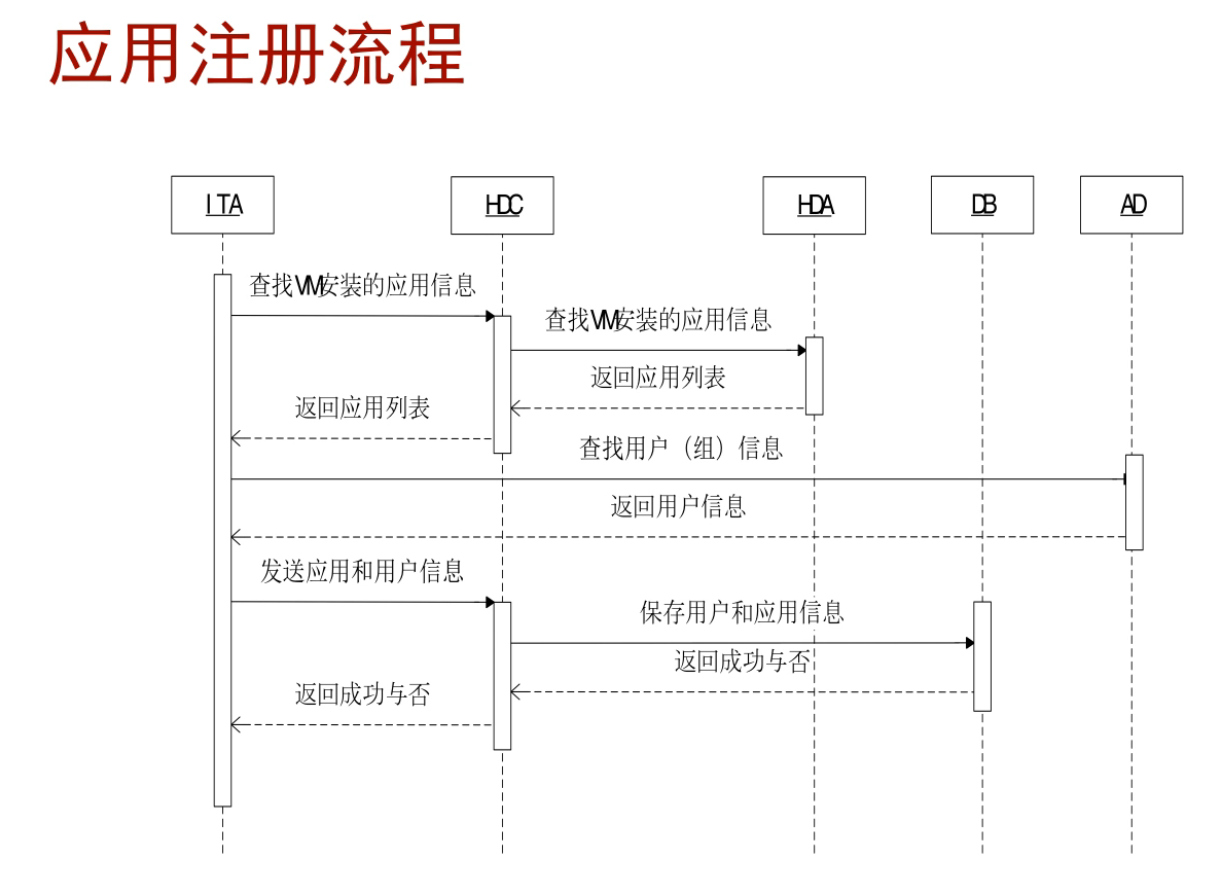 应用注册流程
ITA
HDC
HDA
DB
AD
查找VM安装的应用信息
查找VM安装的应用信息
返回应用列表
返回应用列表
查找用户（组）信息
返回用户信息
发送应用和用户信息
保存用户和应用信息
返回成功与否
返回成功与否